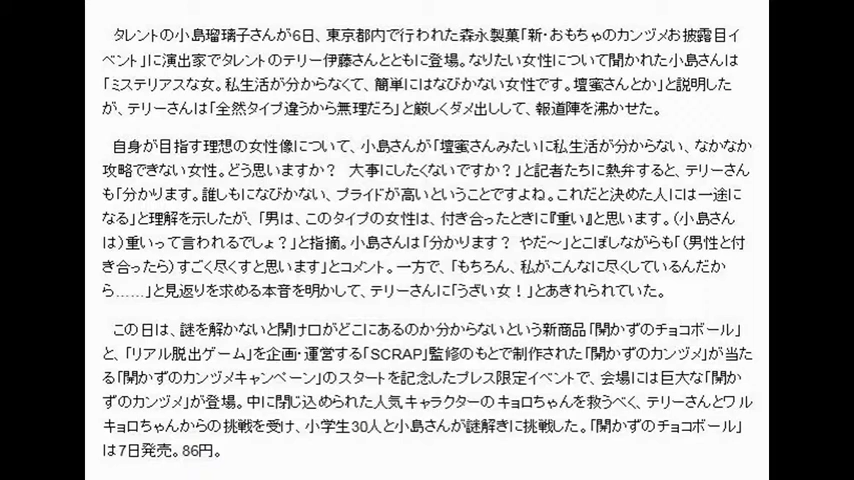 タレントの小島瑠璃子さんが6日、東京都内で行われた森永製菓「新・おもちゃのカンヅメお披露目イ
ベント」に演出家でタレントのテリー伊藤さんとともに登場。なりたい女性について聞かれた小島さんは
「ミステリアスな女。私生活が分からなくて、簡単にはなびかない女性です。壇蜜さんとか」と説明した
が、テリーさんは「全然タイプ違うから無理だろ」と厳しくダメ出しして、報道陣を沸かせた。
自身が目指す理想の女性像について、小島さんが「壇蜜さんみたいに私生活が分からない、なかなか
攻略できない女性。どう思いますか？ 大事にしたくないですか？」と記者たちに熱弁すると、テリーさん
も「分かります。誰しもになびかない、プライドが高いということですよね。これだと決めた人には一途に
なる」と理解を示したが、「男は、このタイプの女性は、付き合ったときに『重い』と思います。（小島さん
は）重いって言われるでしょ？」と指摘。小島さんは「分かります？ やだ～」とこぼしながらも「（男性と付
き合ったら）すごく尽くすと思います」とコメント。一方で、「もちろん、私がこんなに尽くしているんだか
ら……」と見返りを求める本音を明かして、テリーさんに「うざい女！」とあきれられていた。
この日は、謎を解かないと開け口がどこにあるのか分からないという新商品「開かずのチョコボール」
と、「リアル脱出ゲーム」を企画・運営する「SCRAP」監修のもとで制作された「開かずのカンヅメ」が当た
る「開かずのカンヅメキャンペーン」のスタートを記念したプレス限定イベントで、会場には巨大な「開か
ずのカンヅメ」が登場。中に閉じ込められた人気キャラクターのキョロちゃんを救うべく、テリーさんとワル
キョロちゃんからの挑戦を受け、小学生30人と小島さんが謎解きに挑戦した。「開かずのチョコボール」
は7日発売。86円。